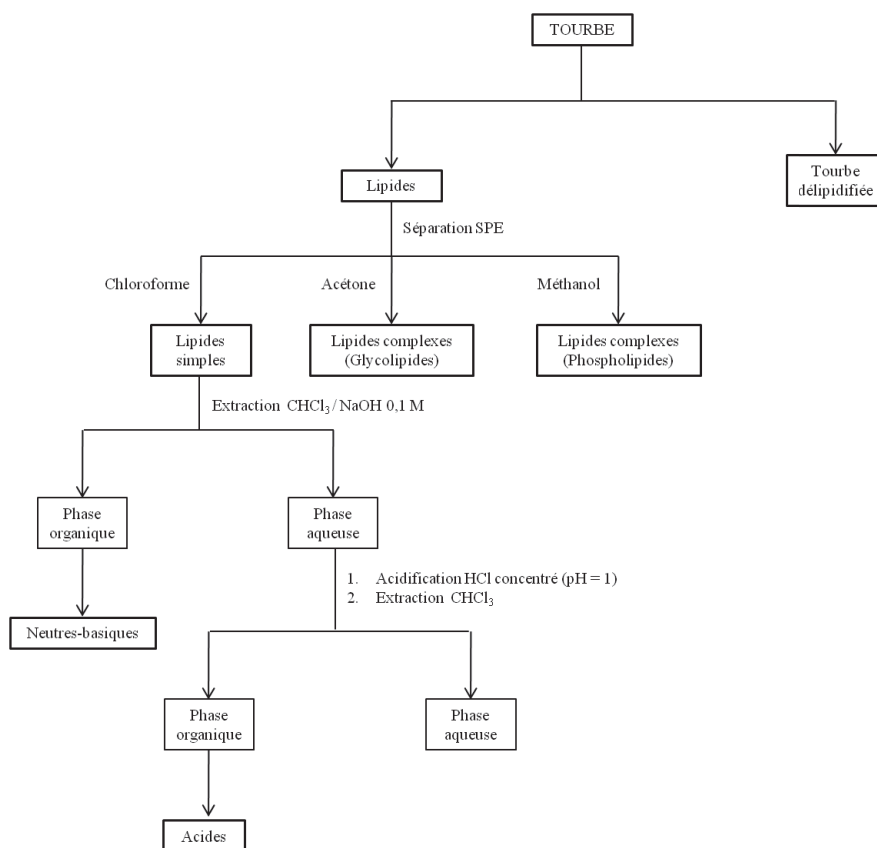 TOURBE
Lipides
Tourbe
délipidifiée
Séparation SPE
Chloroforme
Acétone
Méthanol
Lipides
simples
Lipides complexes
(Glycolipides)
Lipides complexes
(Phospholipides)
Extraction CHCl₃ / NaOH 0,1 M
Phase
organique
Phase
aqueuse
1. Acidification HCl concentré (pH = 1)
2. Extraction CHCl₃
Neutres-basiques
Phase
organique
Phase
aqueuse
Acides